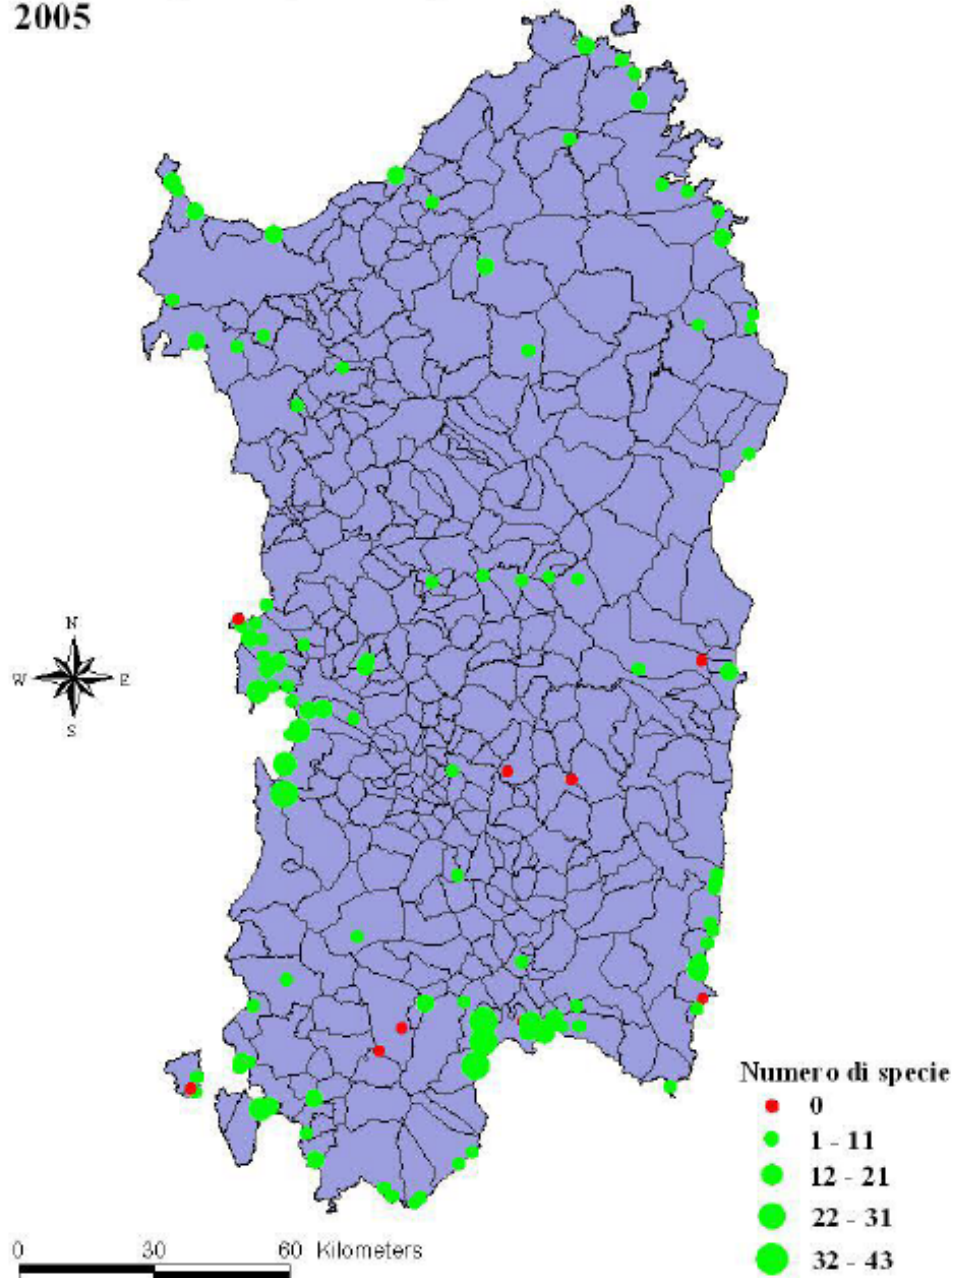 2005
N
W E
S
Numero di specie
0
1 - 11
12 - 21
22 - 31
32 - 43
0 30 60 Kilometers